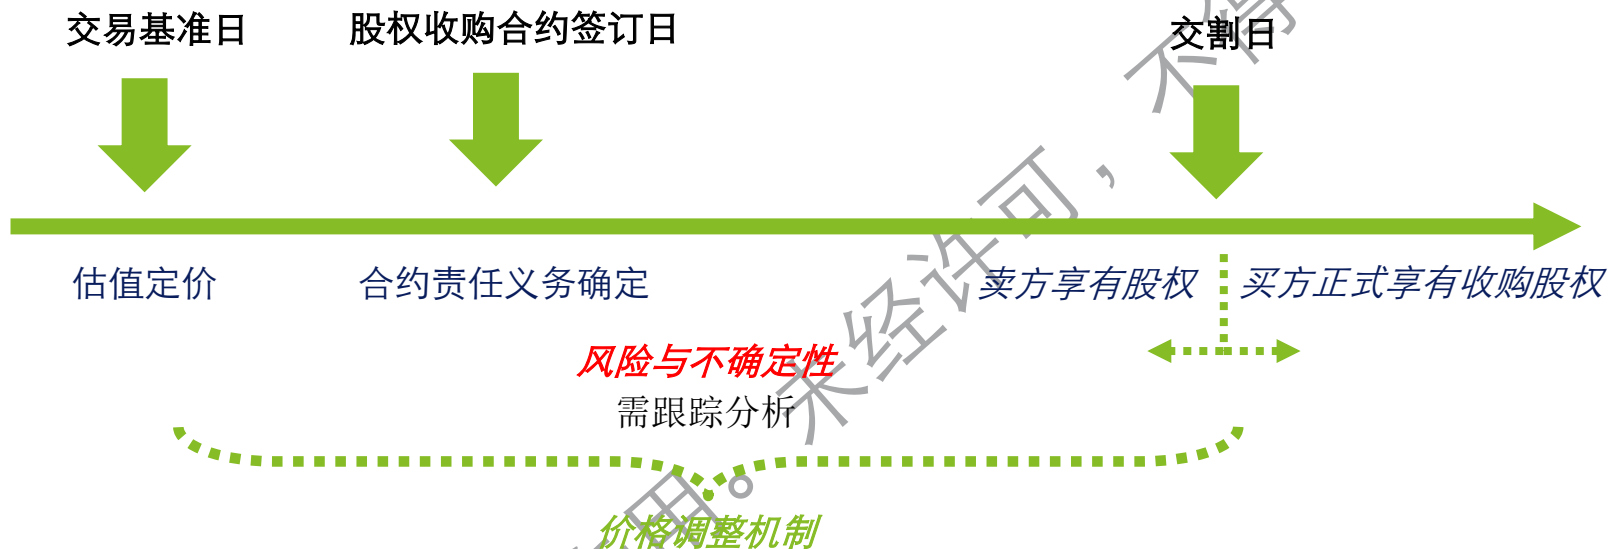 交易基准日
股权收购合约签订日
交割日
估值定价
合约责任义务确定
卖方享有股权
买方正式享有收购股权
风险与不确定性
需跟踪分析
价格调整机制
用。未经许可，不得